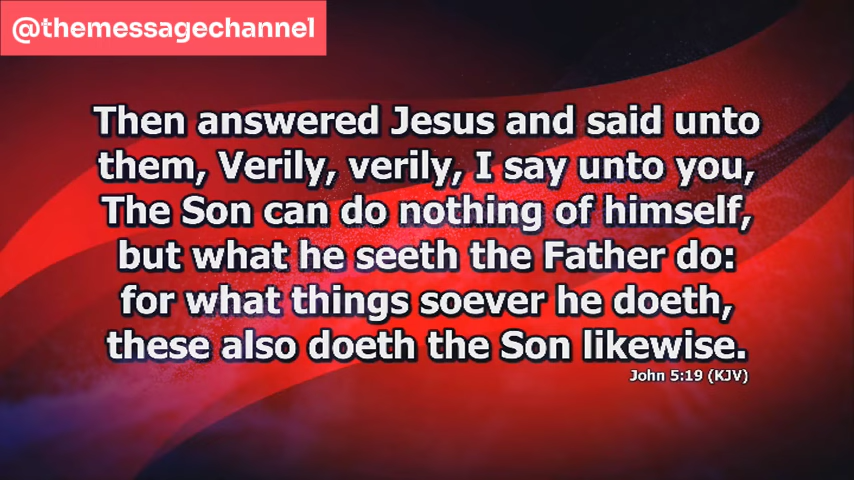 @themessagechannel
Then answered Jesus and said unto
them, Verily, verily, I say unto you,
The Son can do nothing of himself,
but what he seeth the Father do:
for what things soever he doeth,
these also doeth the Son likewise.
John 5:19 (KJV)